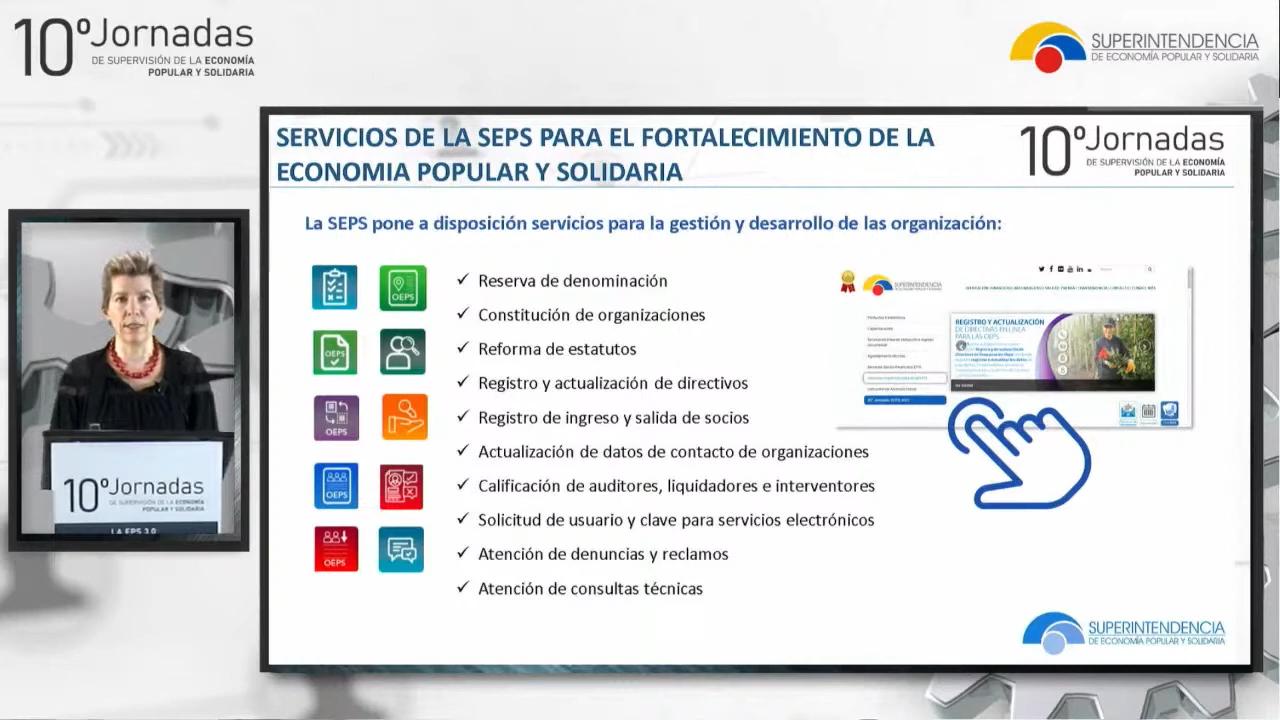 10º Jornadas
DE SUPERVISIÓN DE LA ECONOMÍA
POPULAR Y SOLIDARIA
SUPERINTENDENCIA
DE ECONOMÍA POPULAR Y SOLIDARIA
SERVICIOS DE LA SEPS PARA EL FORTALECIMIENTO DE LA
ECONOMIA POPULAR Y SOLIDARIA
10º Jornadas
DE SUPERVISIÓN DE LA ECONOMÍA
POPULAR Y SOLIDARIA
La SEPS pone a disposición servicios para la gestión y desarrollo de las organización:
OEPS
OEPS
OEPS
OEPS
OEPS
✓ Reserva de denominación
✓ Constitución de organizaciones
✓ Reforma de estatutos
✓ Registro y actualización de directivos
Registro de ingreso y salida de socios
✓ Actualización de datos de contacto de organizaciones
✓ Calificación de auditores, liquidadores e interventores
✓ Solicitud de usuario y clave para servicios electrónicos
✓ Atención de denuncias y reclamos
✓ Atención de consultas técnicas
SUPERINTENDENCIA
REGISTRO Y ACTUALIZACIÓN
DE DIRECTIVAS EN LÍNEA
PARA LAS OEPS
10º Jornadas
DE SUPERVISIÓN DE LA ECONOMÍA
POPULAR Y SOLIDARIA
LA EPS 3.0
SUPERINTENDENCIA
DE ECONOMÍA POPULAR Y SOLIDARIA